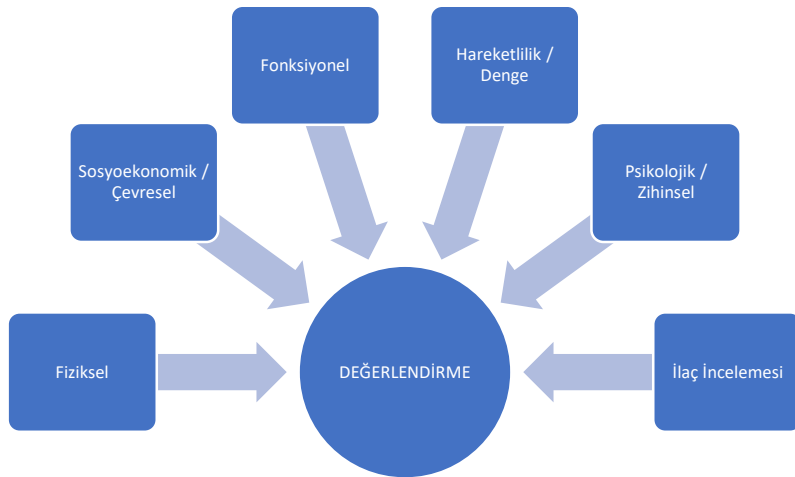 Fonksiyonel
Hareketlilik /
Denge
Sosyoekonomik /
Çevresel
Psikolojik /
Zihinsel
Fiziksel
DEĞERLENDİRME
İlaç İncelemesi